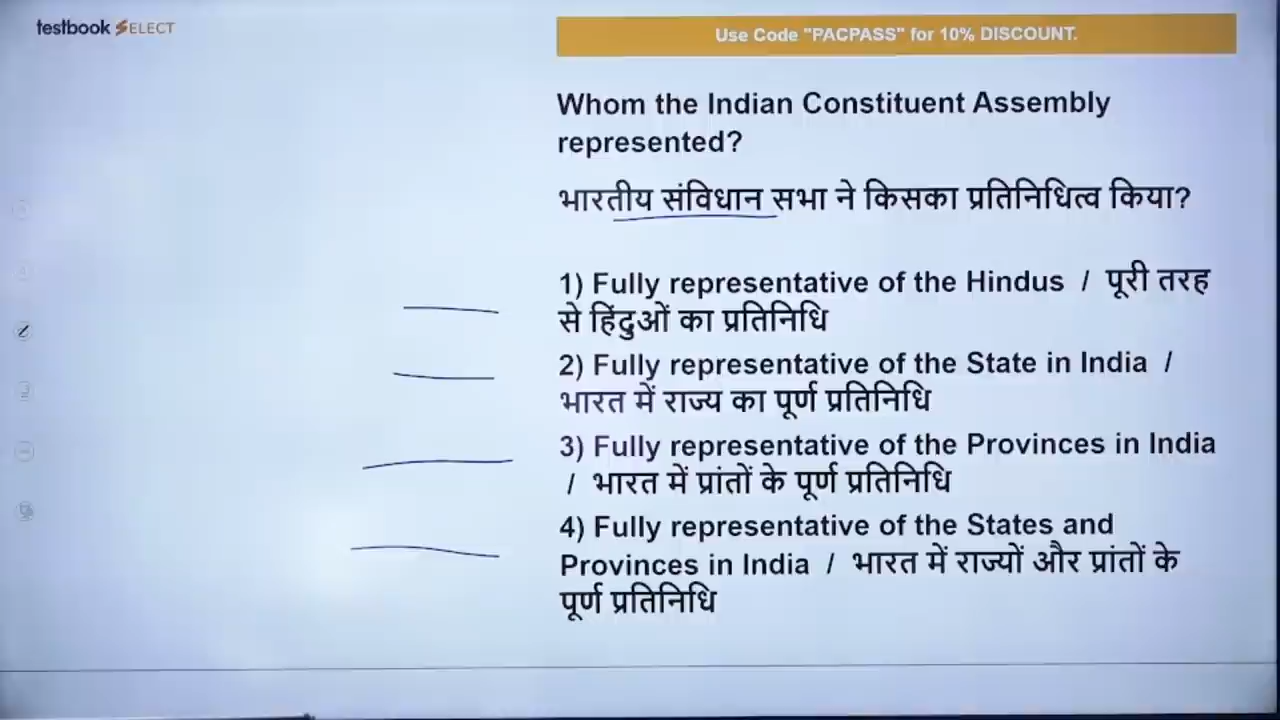 testbook SELECT
Use Code "PACPASS" for 10% DISCOUNT.
Whom the Indian Constituent Assembly
represented?
भारतीय संविधान सभा ने किसका प्रतिनिधित्व किया?
1) Fully representative of the Hindus / पूरी तरह
से हिंदुओं का प्रतिनिधि
2) Fully representative of the State in India /
भारत में राज्य का पूर्ण प्रतिनिधि
3) Fully representative of the Provinces in India
/ भारत में प्रांतों के पूर्ण प्रतिनिधि
4) Fully representative of the States and
Provinces in India / भारत में राज्यों और प्रांतों के
पूर्ण प्रतिनिधि